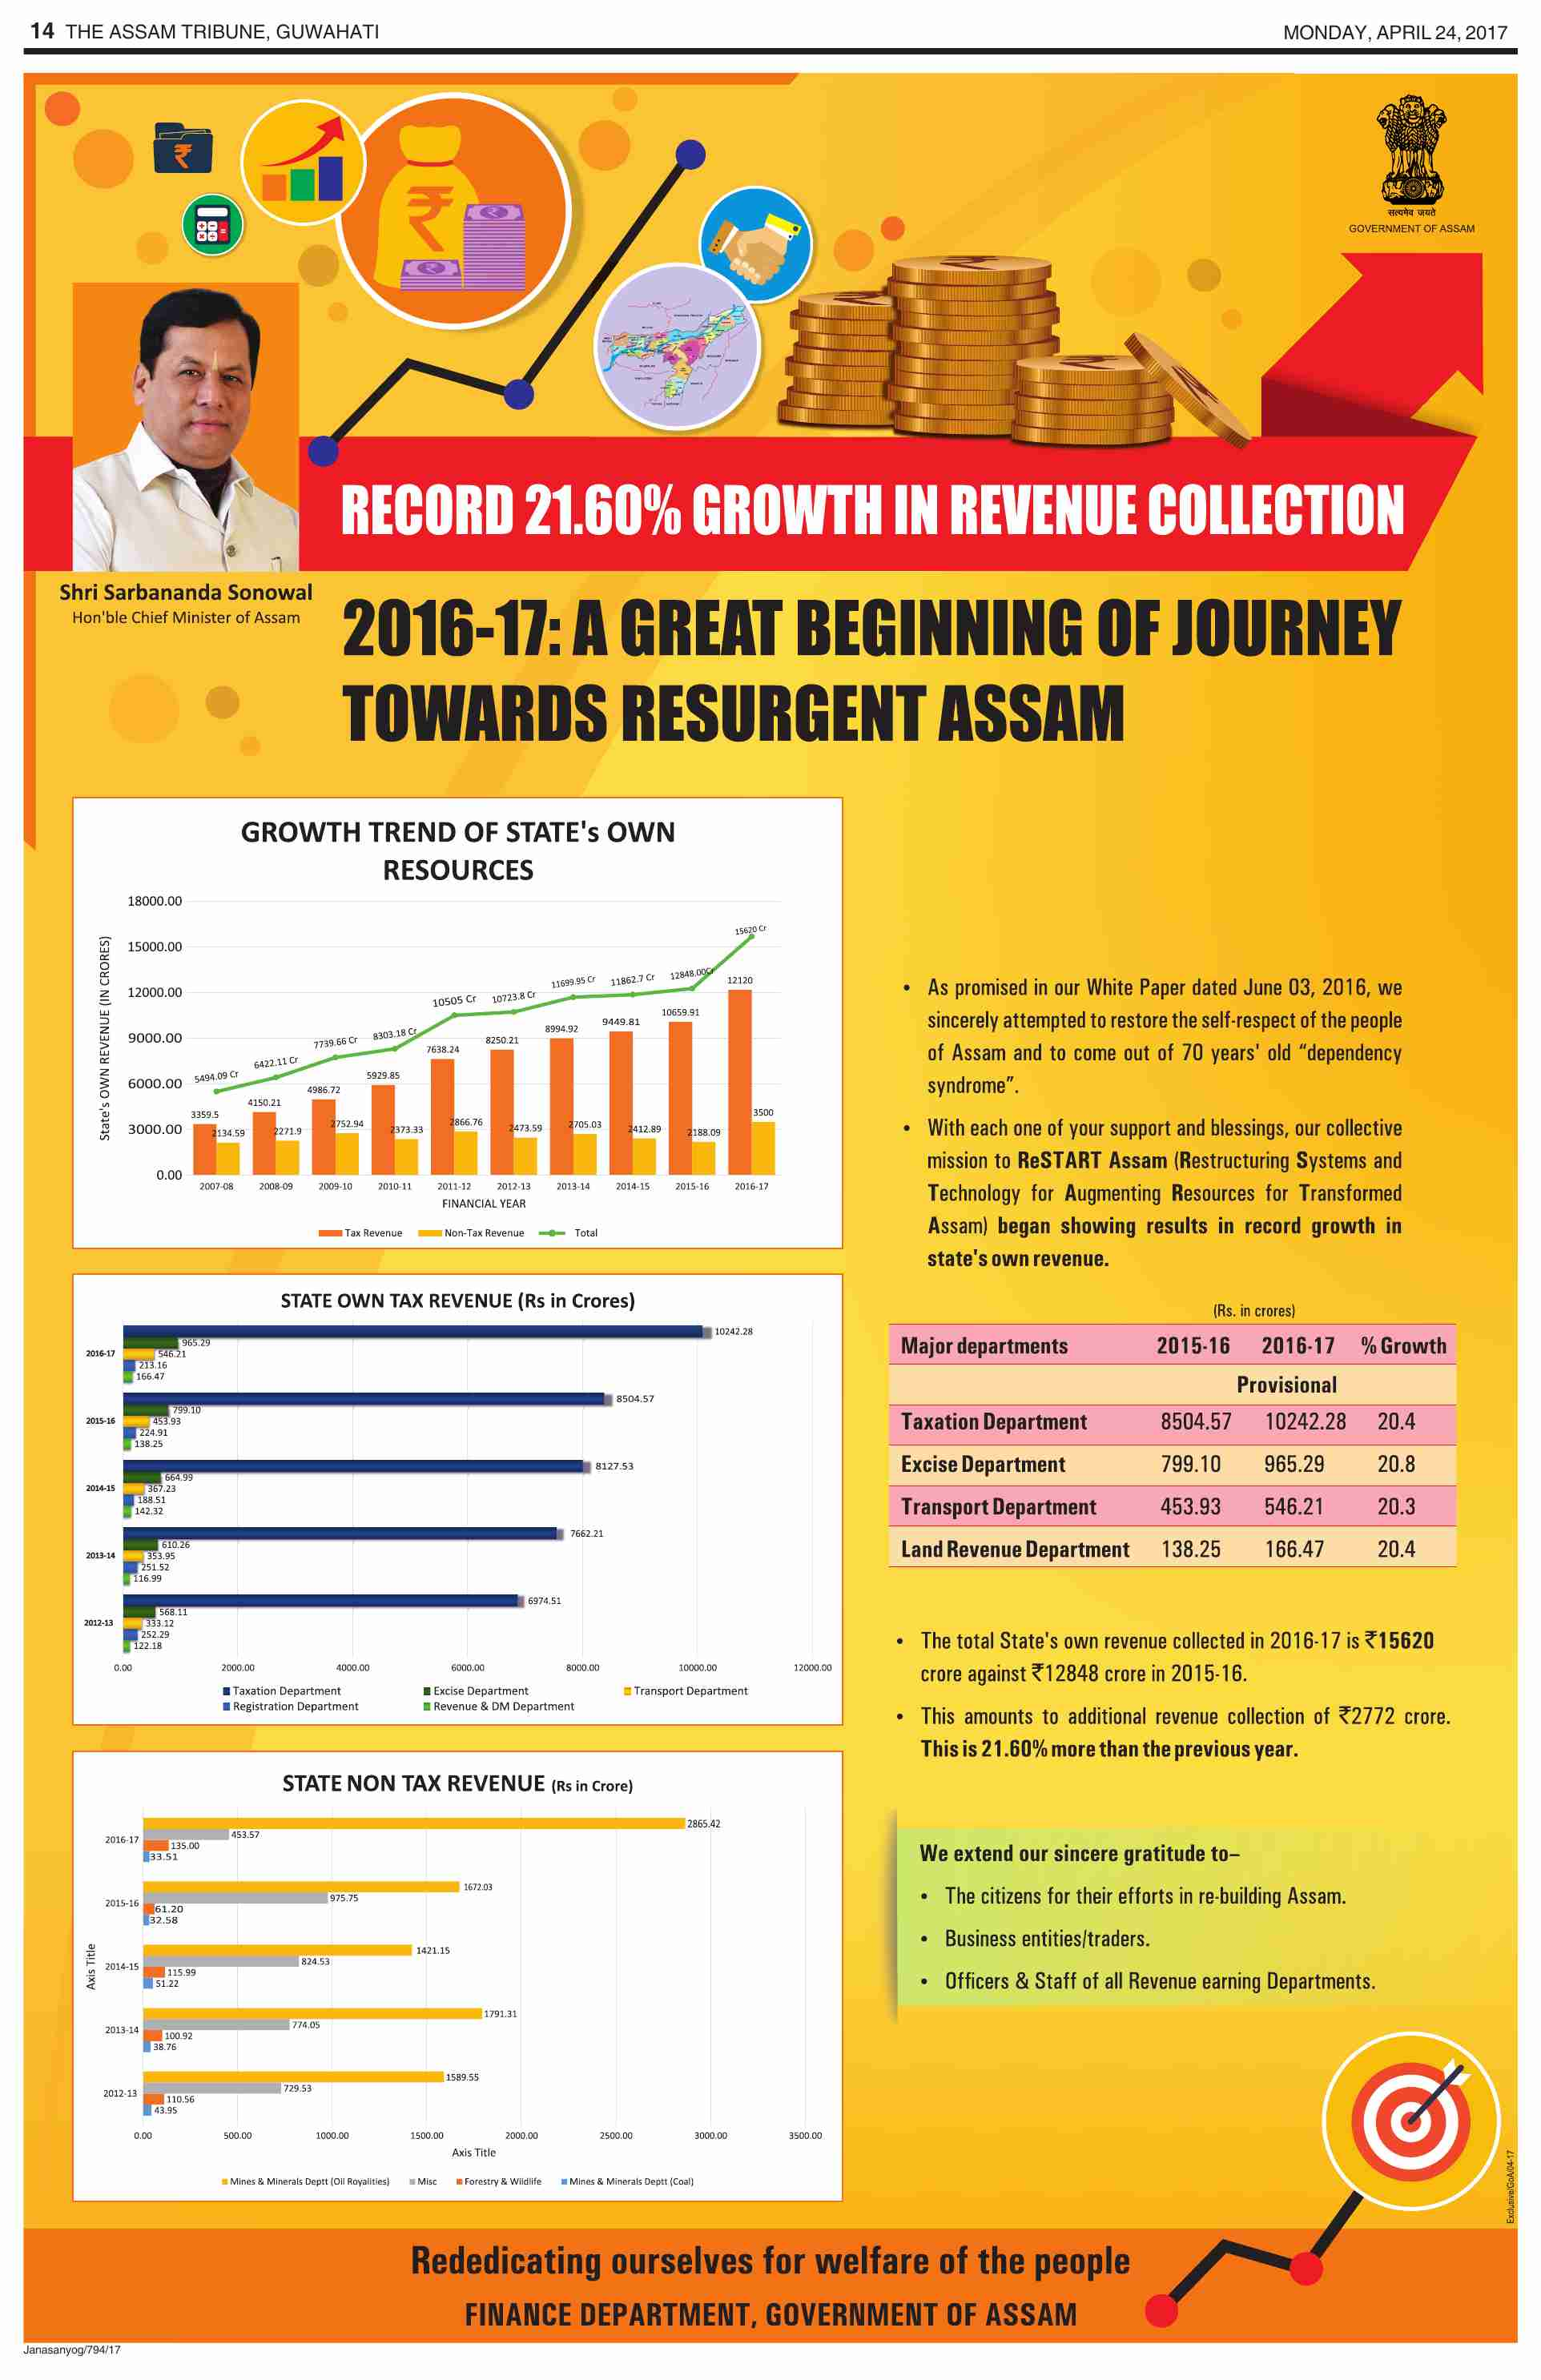 14 THE ASSAM TRIBUNE, GUWAHATI
MONDAY, APRIL 24, 2017
सत्यमेव जयते
GOVERNMENT OF ASSAM
RECORD 21.60% GROWTH IN REVENUE COLLECTION
Shri Sarbananda Sonowal
Hon'ble Chief Minister of Assam
2016-17: A GREAT BEGINNING OF JOURNEY
TOWARDS RESURGENT ASSAM
GROWTH TREND OF STATE's OWN
RESOURCES
State's OWN REVENUE (IN CRORES)
18000.00
15000.00
12000.00
9000.00
6000.00
3000.00
0.00
5494.09 Cr
6422.11 Cr
7739.66 Cr
8303.18 Cr
10505 Cr
10723.8 Cr
11699.95 Cr
11862.7 Cr
12848.00Cr
15620 Cr
3359.5
4150.21
4986.72
5929.85
7638.24
8250.21
8994.92
9449.81
10659.91
12120
2134.59
2271.9
2752.94
2373.33
2866.76
2473.59
2705.03
2412.89
2188.09
3500
2007-08 2008-09 2009-10 2010-11 2011-12 2012-13 2013-14 2014-15 2015-16 2016-17
FINANCIAL YEAR
Tax Revenue Non-Tax Revenue Total
STATE OWN TAX REVENUE (Rs in Crores)
2016-17
10242.28
965.29
546.21
213.16
166.47
2015-16
8504.57
799.10
453.93
224.91
138.25
2014-15
8127.53
664.99
367.23
188.51
142.32
2013-14
7662.21
610.26
353.95
251.52
116.99
2012-13
6974.51
568.11
333.12
252.29
122.18
0.00 2000.00 4000.00 6000.00 8000.00 10000.00 12000.00
Taxation Department Excise Department Transport Department
Registration Department Revenue & DM Department
STATE NON TAX REVENUE (Rs in Crore)
Axis Title
2016-17
2865.42
453.57
135.00
33.51
2015-16
1672.03
975.75
61.20
32.58
2014-15
1421.15
824.53
115.99
51.22
2013-14
1791.31
774.05
100.92
38.76
2012-13
1589.55
729.53
110.56
43.95
0.00 500.00 1000.00 1500.00 2000.00 2500.00 3000.00 3500.00
Axis Title
Mines & Minerals Deptt (Oil Royalities) Misc Forestry & Wildlife Mines & Minerals Deptt (Coal)
• As promised in our White Paper dated June 03, 2016, we
sincerely attempted to restore the self-respect of the people
of Assam and to come out of 70 years' old “dependency
syndrome”.
• With each one of your support and blessings, our collective
mission to ReSTART Assam (Restructuring Systems and
Technology for Augmenting Resources for Transformed
Assam) began showing results in record growth in
state's own revenue.
(Rs. in crores)
Major departments 2015-16 2016-17 % Growth
Provisional
Taxation Department 8504.57 10242.28 20.4
Excise Department 799.10 965.29 20.8
Transport Department 453.93 546.21 20.3
Land Revenue Department 138.25 166.47 20.4
• The total State's own revenue collected in 2016-17 is ₹15620
crore against ₹12848 crore in 2015-16.
• This amounts to additional revenue collection of ₹2772 crore.
This is 21.60% more than the previous year.
We extend our sincere gratitude to–
• The citizens for their efforts in re-building Assam.
• Business entities/traders.
• Officers & Staff of all Revenue earning Departments.
Exclusive/GoA/04-17
Rededicating ourselves for welfare of the people
FINANCE DEPARTMENT, GOVERNMENT OF ASSAM
Janasanyog/794/17